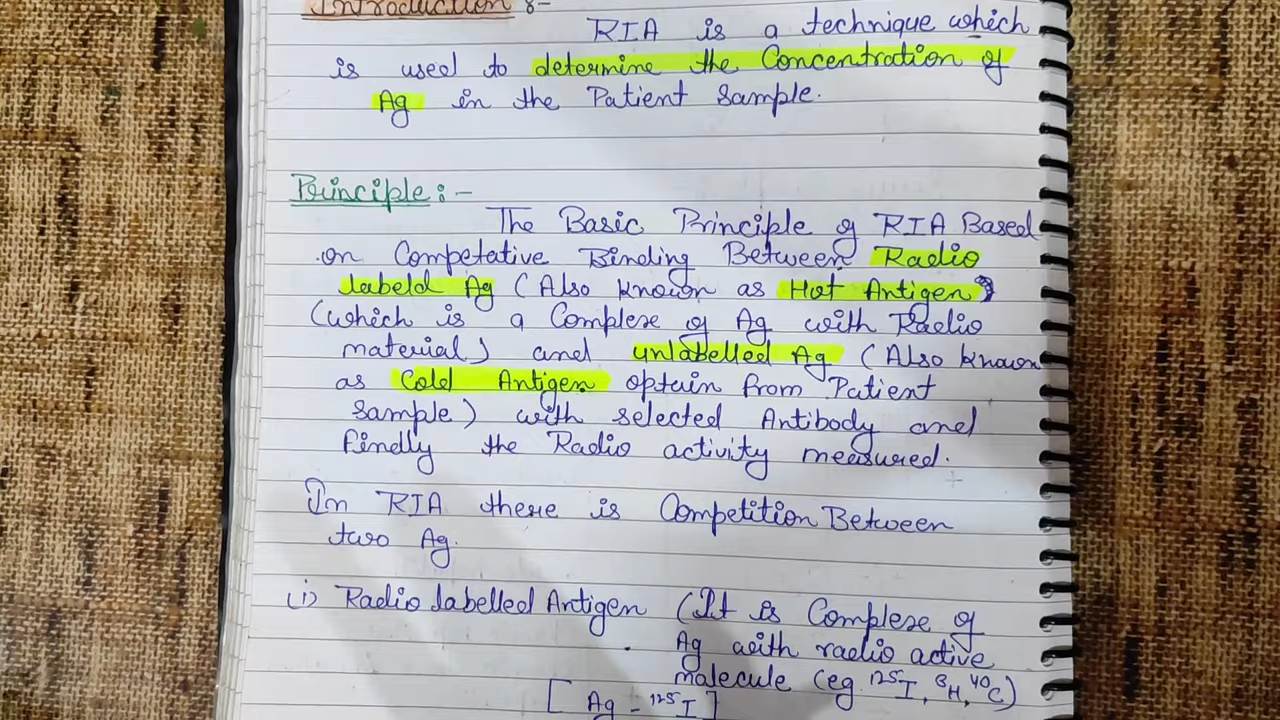 Introduction :-
RIA is a technique which
is used to determine the Concentration of
Ag in the Patient Sample.
Principle :-
The Basic Principle of RIA Based
on Competative Binding Between Radio
labeld Ag (Also known as Hot Antigen)
(which is a Complexe of Ag with Radio
material) and unlabelled Ag (Also known
as Cold Antigen optain from Patient
Sample) with selected Antibody and
findly the Radio activity measured.
In RIA there is Competition Between
two Ag.
(i) Radio labelled Antigen (It is Complexe of
Ag with radio active
molecule (eg ¹²⁵I, ³H, ⁴⁰C)
[ Ag - ¹²⁵I ]